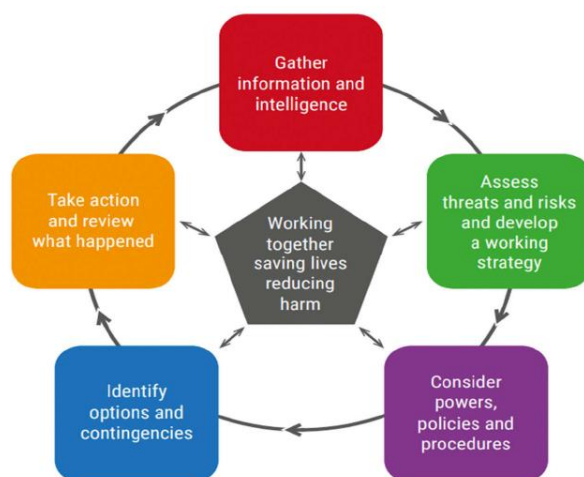 Gather
information and
intelligence
Assess
threats and risks
and develop
a working
strategy
Consider
powers,
policies and
procedures
Identify
options and
contingencies
Take action
and review
what happened
Working
together
saving lives
reducing
harm